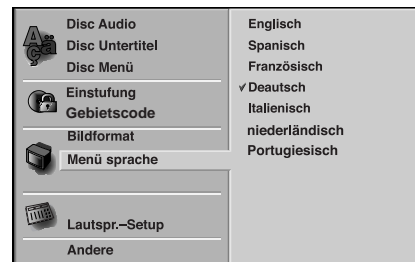 Disc Audio
Disc Untertitel
Disc Menü
Einstufung
Gebietscode
Bildformat
Menü sprache
Lautspr.–Setup
Andere
Englisch
Spanisch
Französisch
✓Deautsch
Italienisch
niederländisch
Portugiesisch